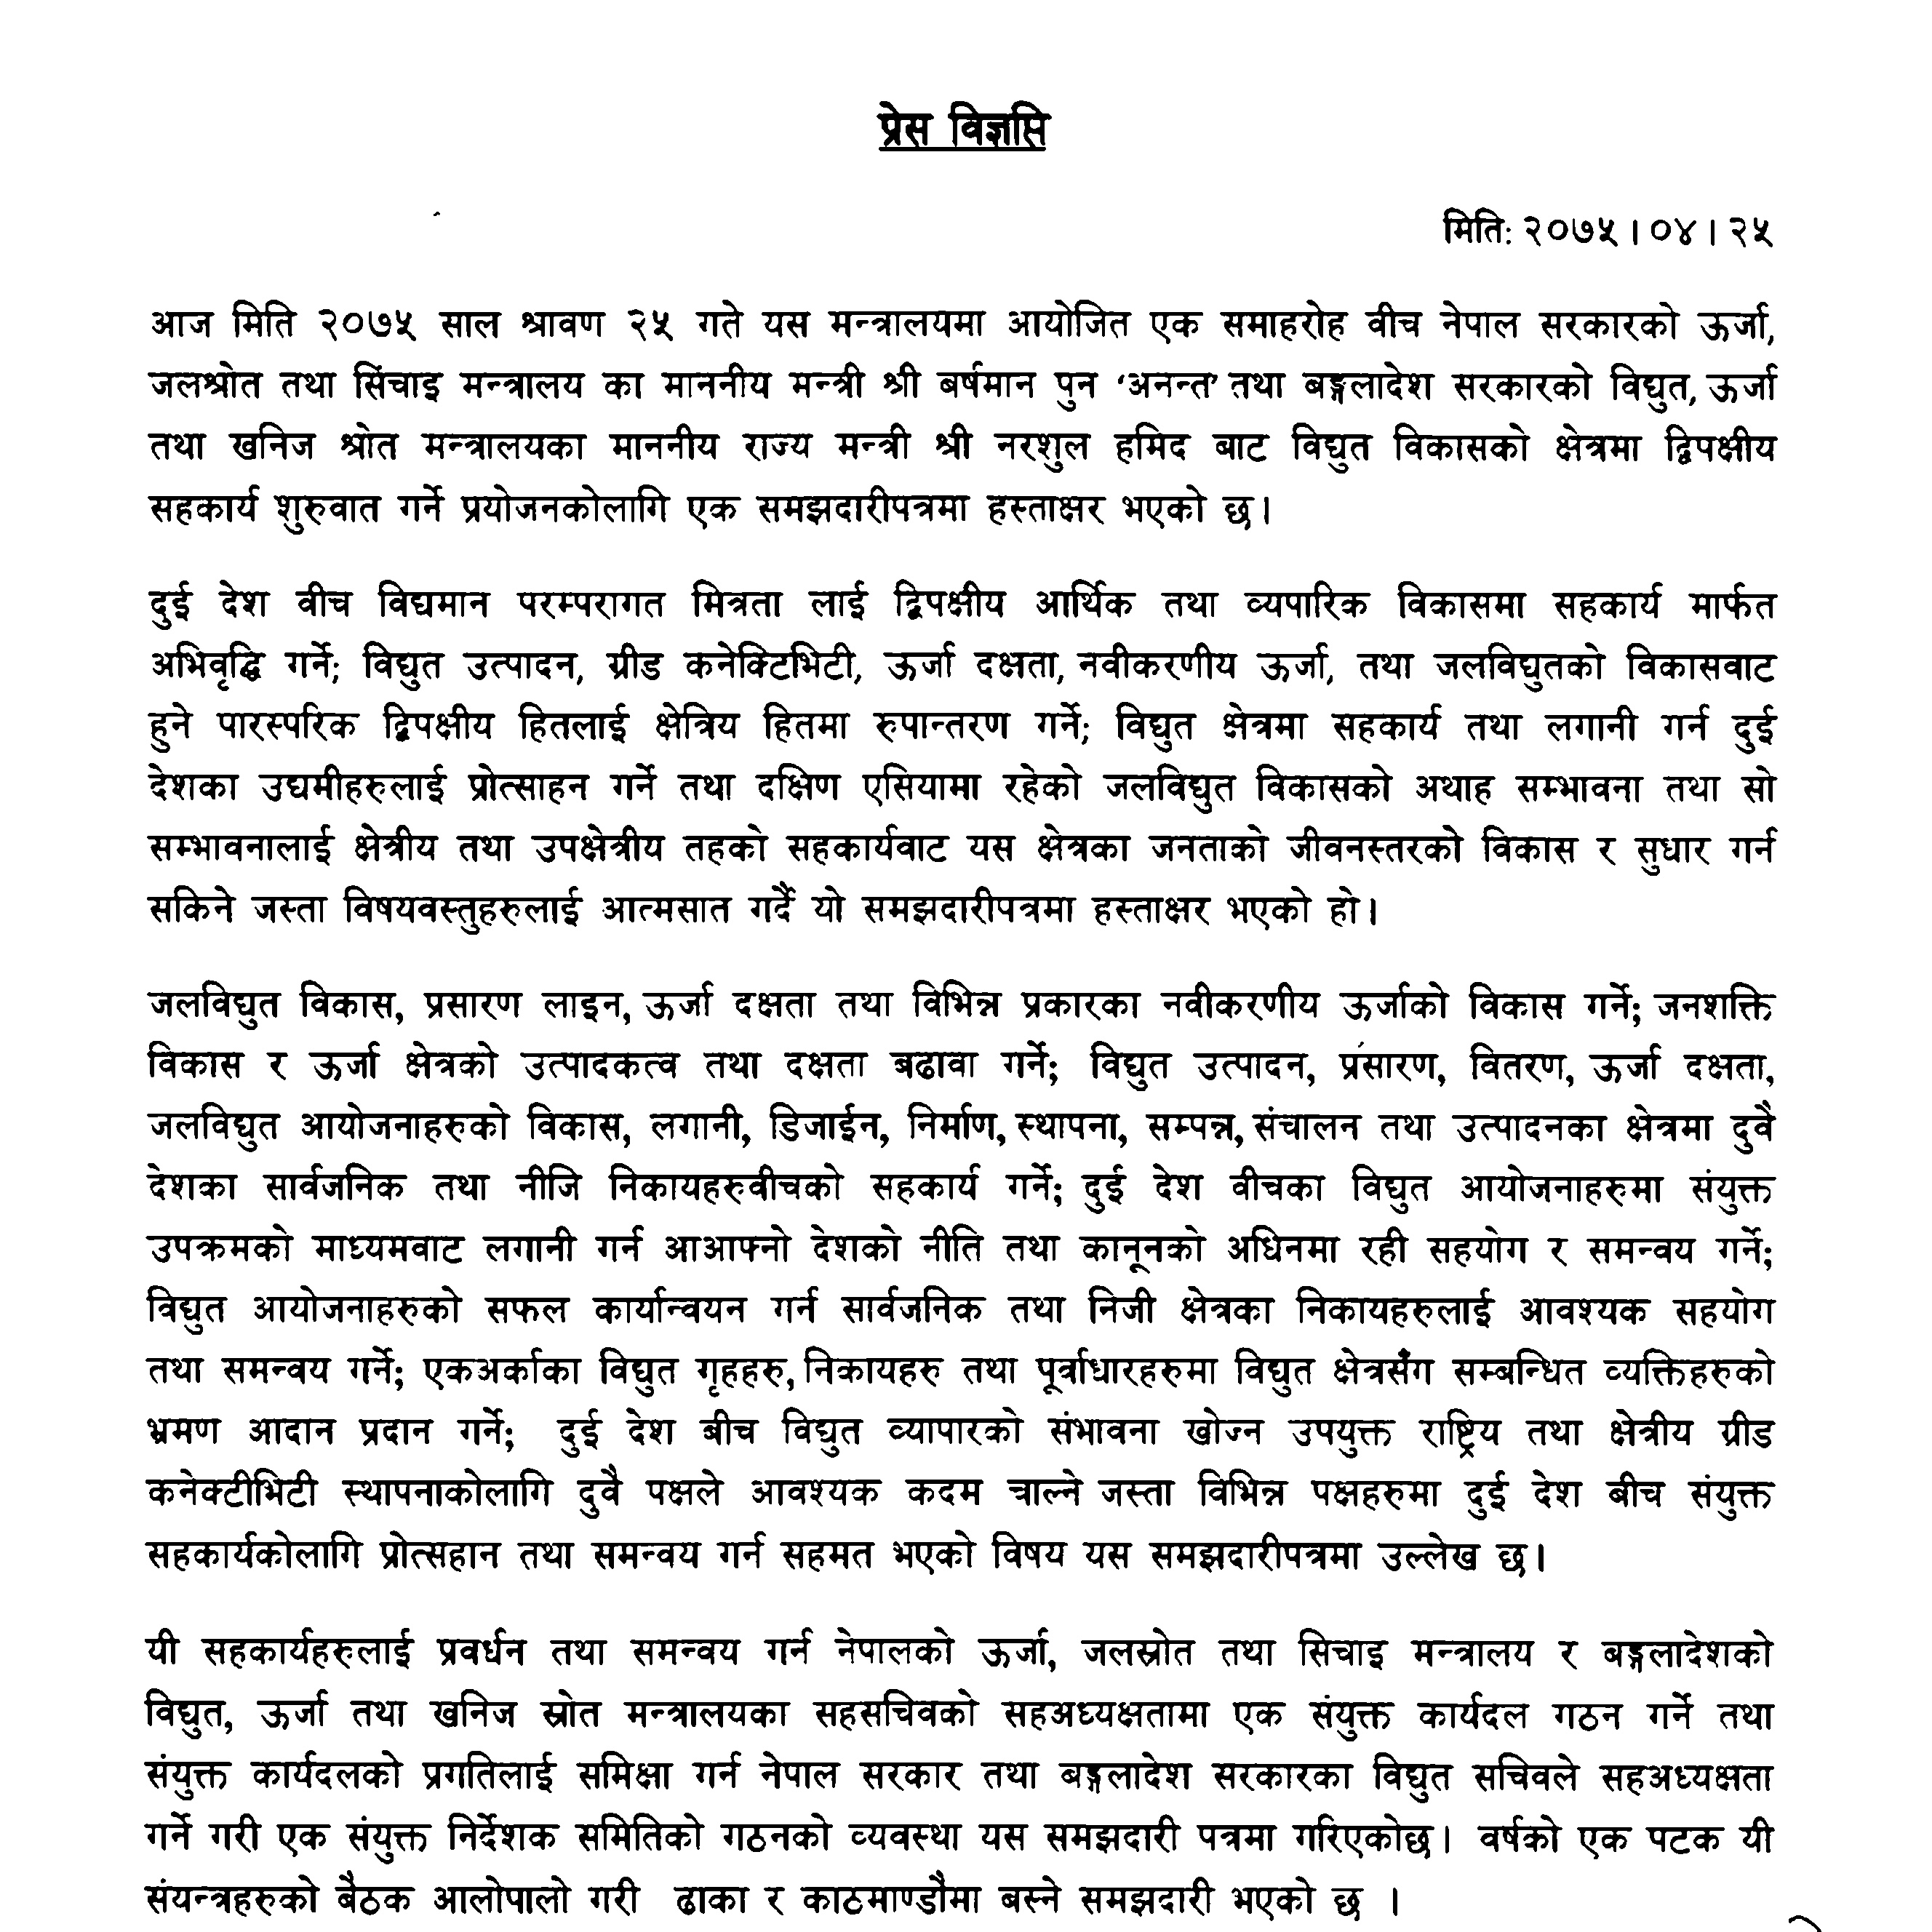 प्रेस विज्ञप्ति
मिति: २०७५।०४।२५
आज मिति २०७५ साल श्रावण २५ गते यस मन्त्रालयमा आयोजित एक समाहरोह वीच नेपाल सरकारको ऊर्जा,
जलश्रोत तथा सिंचाइ मन्त्रालय का माननीय मन्त्री श्री बर्षमान पुन ‘अनन्त’ तथा बङ्गलादेश सरकारको विद्युत, ऊर्जा
तथा खनिज श्रोत मन्त्रालयका माननीय राज्य मन्त्री श्री नरशुल हमिद बाट विद्युत विकासको क्षेत्रमा द्विपक्षीय
सहकार्य शुरुवात गर्ने प्रयोजनकोलागि एक समझदारीपत्रमा हस्ताक्षर भएको छ।
दुई देश वीच विद्यमान परम्परागत मित्रता लाई द्विपक्षीय आर्थिक तथा व्यपारिक विकासमा सहकार्य मार्फत
अभिवृद्धि गर्ने; विद्युत उत्पादन, ग्रीड कनेक्टिभिटी, ऊर्जा दक्षता, नवीकरणीय ऊर्जा, तथा जलविद्युतको विकासवाट
हुने पारस्परिक द्विपक्षीय हितलाई क्षेत्रिय हितमा रुपान्तरण गर्ने; विद्युत क्षेत्रमा सहकार्य तथा लगानी गर्न दुई
देशका उद्यमीहरुलाई प्रोत्साहन गर्ने तथा दक्षिण एसियामा रहेको जलविद्युत विकासको अथाह सम्भावना तथा सो
सम्भावनालाई क्षेत्रीय तथा उपक्षेत्रीय तहको सहकार्यवाट यस क्षेत्रका जनताको जीवनस्तरको विकास र सुधार गर्न
सकिने जस्ता विषयवस्तुहरुलाई आत्मसात गर्दै यो समझदारीपत्रमा हस्ताक्षर भएको हो।
जलविद्युत विकास, प्रसारण लाइन, ऊर्जा दक्षता तथा विभिन्न प्रकारका नवीकरणीय ऊर्जाको विकास गर्ने; जनशक्ति
विकास र ऊर्जा क्षेत्रको उत्पादकत्व तथा दक्षता बढावा गर्ने; विद्युत उत्पादन, प्रसारण, वितरण, ऊर्जा दक्षता,
जलविद्युत आयोजनाहरुको विकास, लगानी, डिजाईन, निर्माण, स्थापना, सम्पन्न, संचालन तथा उत्पादनका क्षेत्रमा दुवै
देशका सार्वजनिक तथा नीजि निकायहरुवीचको सहकार्य गर्ने; दुई देश वीचका विद्युत आयोजनाहरुमा संयुक्त
उपक्रमको माध्यमवाट लगानी गर्न आआफ्नो देशको नीति तथा कानूनको अधिनमा रही सहयोग र समन्वय गर्ने;
विद्युत आयोजनाहरुको सफल कार्यान्वयन गर्न सार्वजनिक तथा निजी क्षेत्रका निकायहरुलाई आवश्यक सहयोग
तथा समन्वय गर्ने; एकअर्काका विद्युत गृहहरु, निकायहरु तथा पूर्वाधारहरुमा विद्युत क्षेत्रसँग सम्बन्धित व्यक्तिहरुको
भ्रमण आदान प्रदान गर्ने; दुई देश बीच विद्युत व्यापारको संभावना खोज्न उपयुक्त राष्ट्रिय तथा क्षेत्रीय ग्रीड
कनेक्टीभिटी स्थापनाकोलागि दुवै पक्षले आवश्यक कदम चाल्ने जस्ता विभिन्न पक्षहरुमा दुई देश बीच संयुक्त
सहकार्यकोलागि प्रोत्सहान तथा समन्वय गर्न सहमत भएको विषय यस समझदारीपत्रमा उल्लेख छ।
यी सहकार्यहरुलाई प्रवर्धन तथा समन्वय गर्न नेपालको ऊर्जा, जलस्रोत तथा सिचाइ मन्त्रालय र बङ्गलादेशको
विद्युत, ऊर्जा तथा खनिज स्रोत मन्त्रालयका सहसचिवको सहअध्यक्षतामा एक संयुक्त कार्यदल गठन गर्ने तथा
संयुक्त कार्यदलको प्रगतिलाई समिक्षा गर्न नेपाल सरकार तथा बङ्गलादेश सरकारका विद्युत सचिवले सहअध्यक्षता
गर्ने गरी एक संयुक्त निर्देशक समितिको गठनको व्यवस्था यस समझदारी पत्रमा गरिएकोछ। वर्षको एक पटक यी
संयन्त्रहरुको बैठक आलोपालो गरी ढाका र काठमाण्डौमा बस्ने समझदारी भएको छ ।